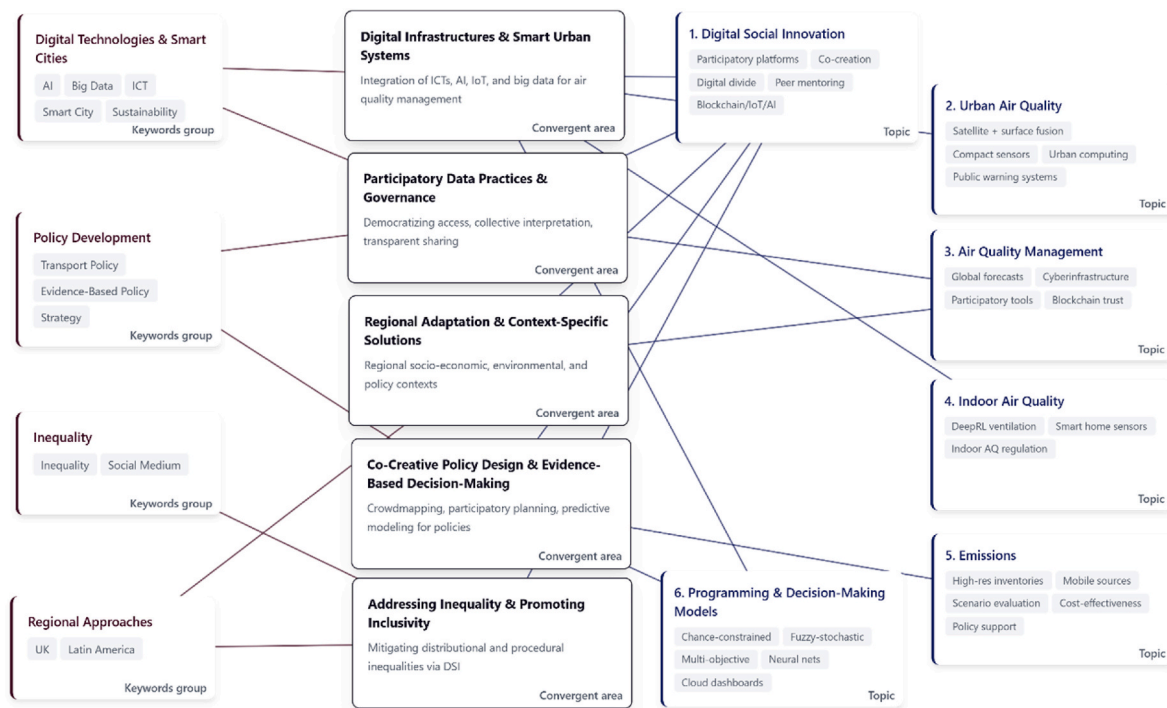 Digital Technologies & Smart
Cities
AI
Big Data
ICT
Smart City
Sustainability
Keywords group
Policy Development
Transport Policy
Evidence-Based Policy
Strategy
Keywords group
Inequality
Inequality
Social Medium
Keywords group
Regional Approaches
UK
Latin America
Keywords group
Digital Infrastructures & Smart Urban
Systems
Integration of ICTs, AI, IoT, and big data for air
quality management
Convergent area
Participatory Data Practices &
Governance
Democratizing access, collective interpretation,
transparent sharing
Convergent area
Regional Adaptation & Context-Specific
Solutions
Regional socio-economic, environmental, and
policy contexts
Convergent area
Co-Creative Policy Design & Evidence-
Based Decision-Making
Crowdmapping, participatory planning, predictive
modeling for policies
Convergent area
Addressing Inequality & Promoting
Inclusivity
Mitigating distributional and procedural
inequalities via DSI
Convergent area
1. Digital Social Innovation
Participatory platforms
Co-creation
Digital divide
Peer mentoring
Blockchain/IoT/AI
Topic
2. Urban Air Quality
Satellite + surface fusion
Compact sensors
Urban computing
Public warning systems
Topic
3. Air Quality Management
Global forecasts
Cyberinfrastructure
Participatory tools
Blockchain trust
Topic
4. Indoor Air Quality
DeepRL ventilation
Smart home sensors
Indoor AQ regulation
Topic
5. Emissions
High-res inventories
Mobile sources
Scenario evaluation
Cost-effectiveness
Policy support
Topic
6. Programming & Decision-Making
Models
Chance-constrained
Fuzzy-stochastic
Multi-objective
Neural nets
Cloud dashboards
Topic